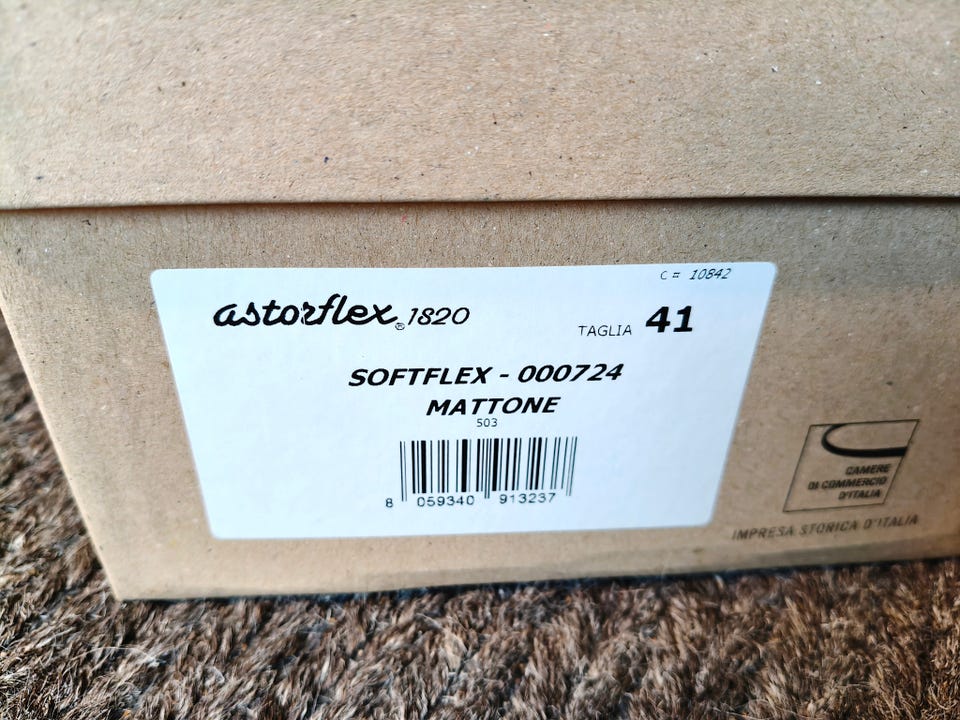 C = 10842
astorflex® 1820
TAGLIA 41
SOFTFLEX - 000724
MATTONE
503
8 059340 913237
CAMERE
DI COMMERCIO
D'ITALIA
IMPRESA STORICA D'ITALIA